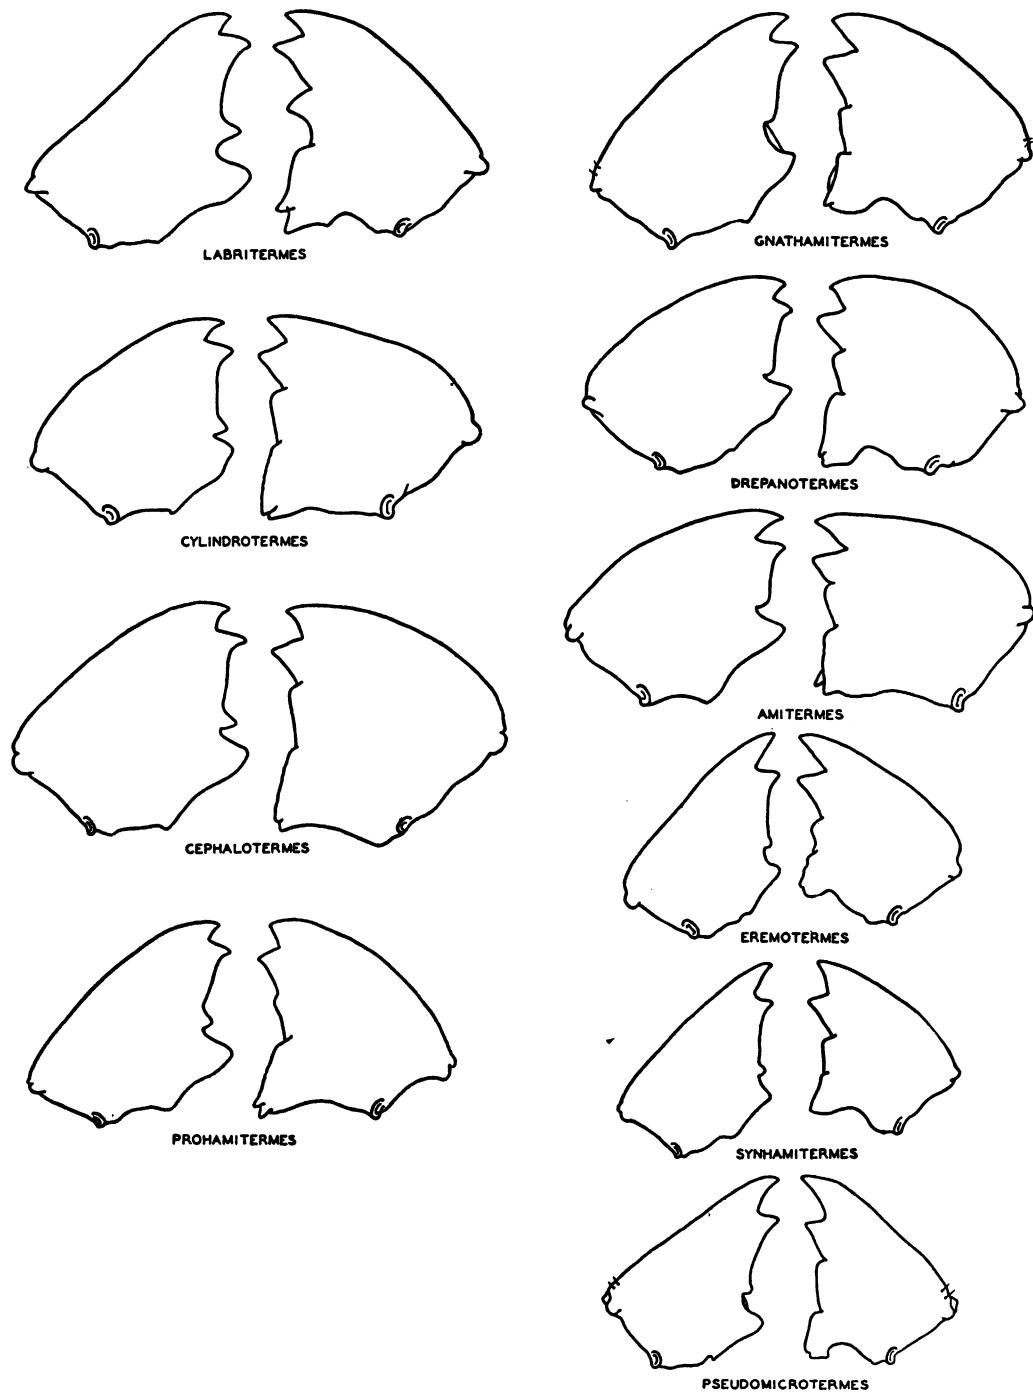 LABRITERMES
CYLINDROTERMES
CEPHALOTERMES
PROHAMITERMES
GNATHAMITERMES
DREPANOTERMES
AMITERMES
EREMOTERMES
SYNHAMITERMES
PSEUDOMICROTERMES